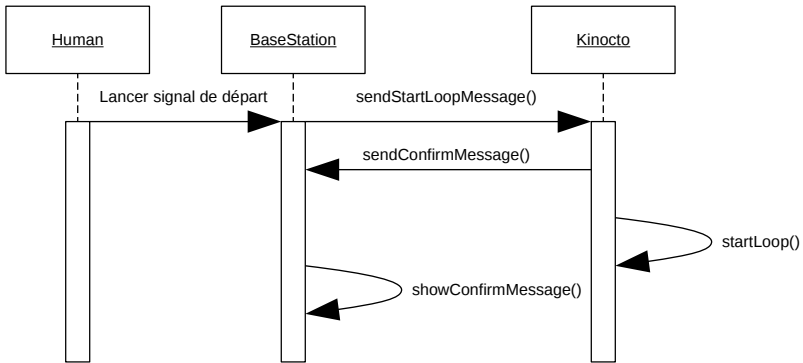 Human
BaseStation
Kinocto
Lancer signal de départ
sendStartLoopMessage()
sendConfirmMessage()
startLoop()
showConfirmMessage()